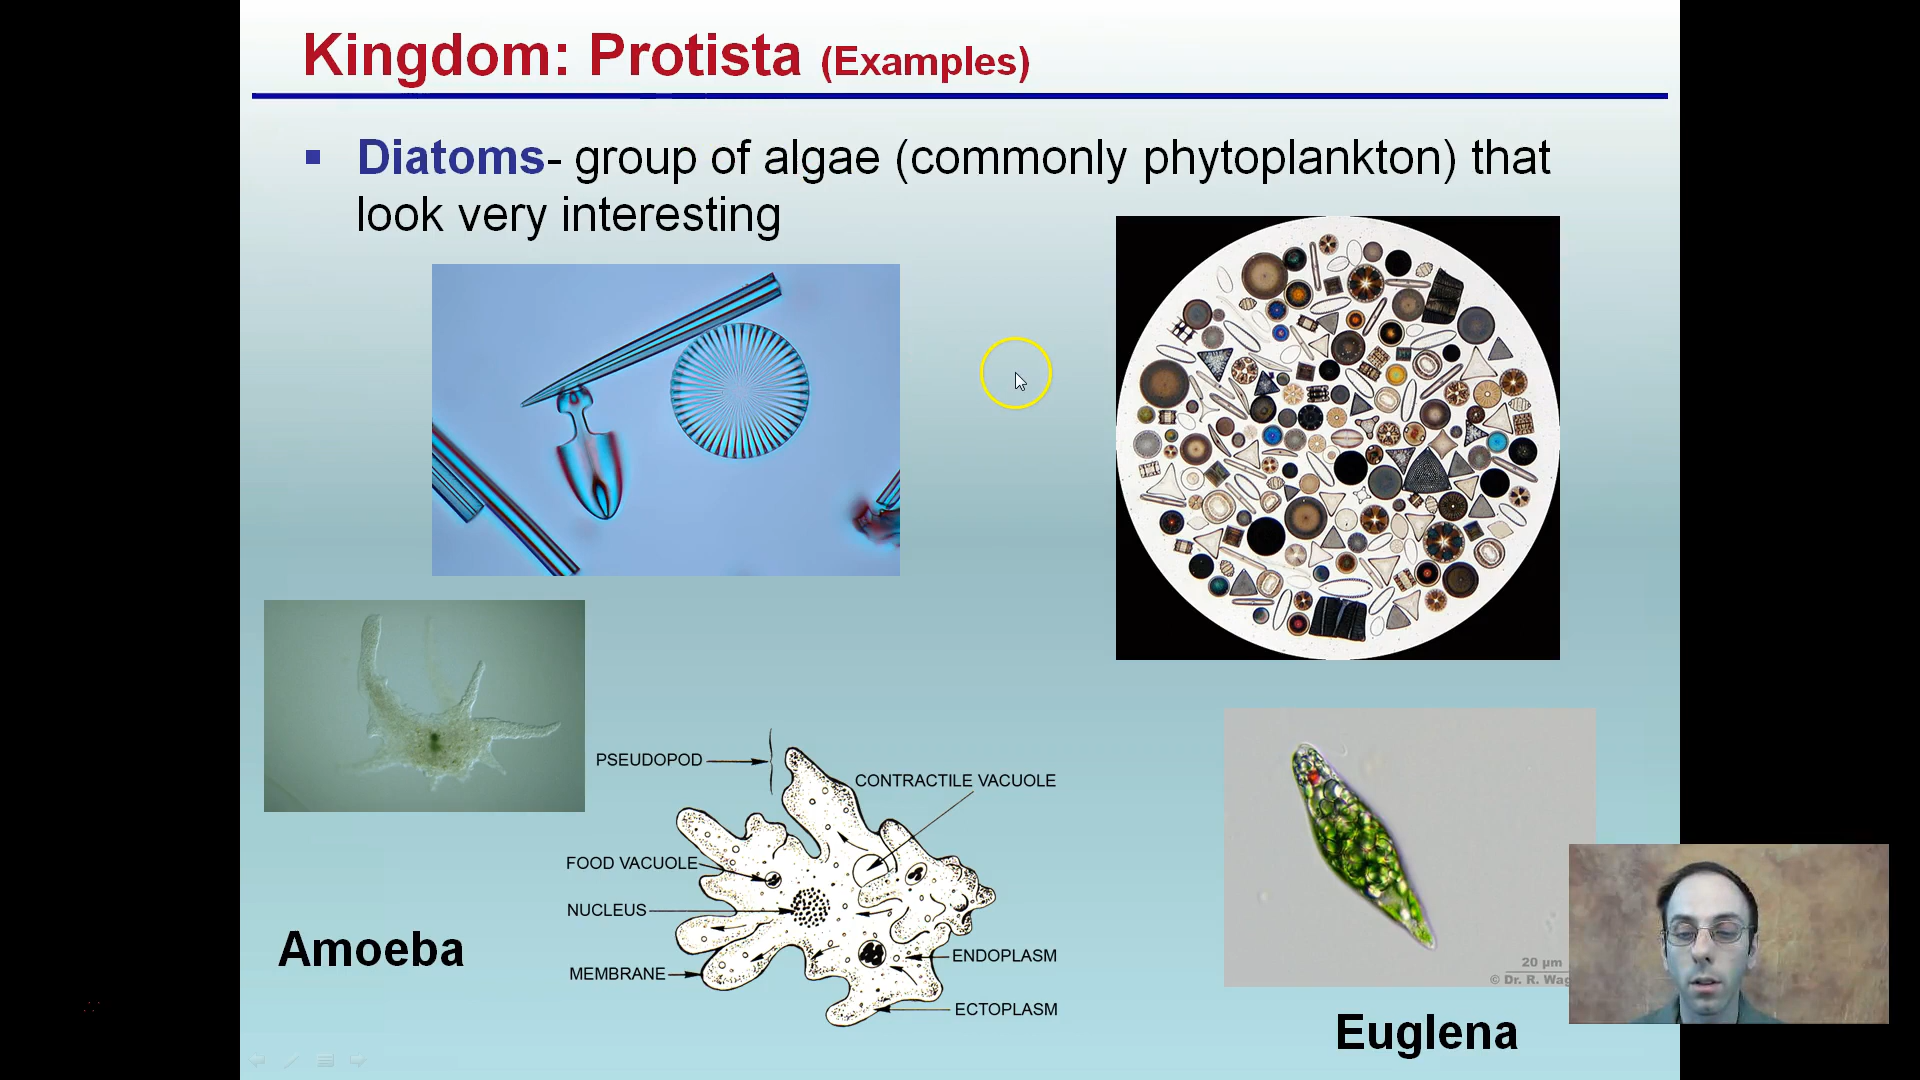 Kingdom: Protista (Examples)
Diatoms- group of algae (commonly phytoplankton) that
look very interesting
PSEUDOPOD
CONTRACTILE VACUOLE
FOOD VACUOLE
NUCLEUS
MEMBRANE
ENDOPLASM
ECTOPLASM
Amoeba
20 µm
© Dr. R. Wag
Euglena